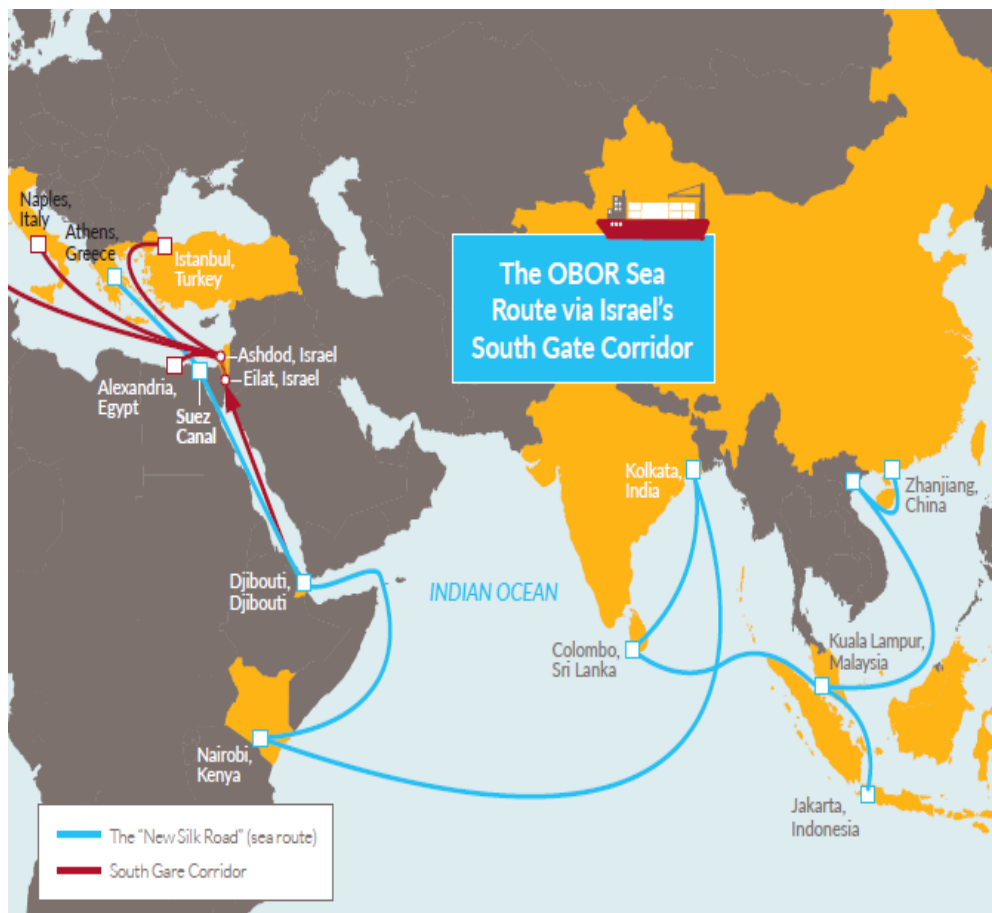 Naples,
Italy
Athens,
Greece
Istanbul,
Turkey
The OBOR Sea
Route via Israel's
South Gate Corridor
Ashdod, Israel
Eilat, Israel
Alexandria,
Egypt
Suez
Canal
Kolkata,
India
Zhanjiang,
China
Djibouti,
Djibouti
INDIAN OCEAN
Colombo,
Sri Lanka
Kuala Lampur,
Malaysia
Nairobi,
Kenya
Jakarta,
Indonesia
The "New Silk Road" (sea route)
South Gare Corridor